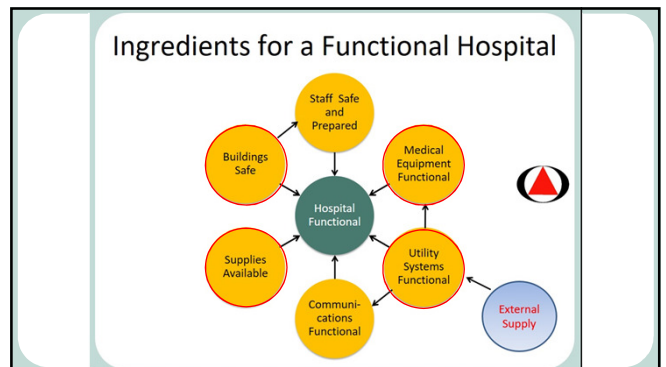 Ingredients for a Functional Hospital
Staff Safe
and
Prepared
Buildings
Safe
Medical
Equipment
Functional
Hospital
Functional
Supplies
Available
Utility
Systems
Functional
Communi-
cations
Functional
External
Supply